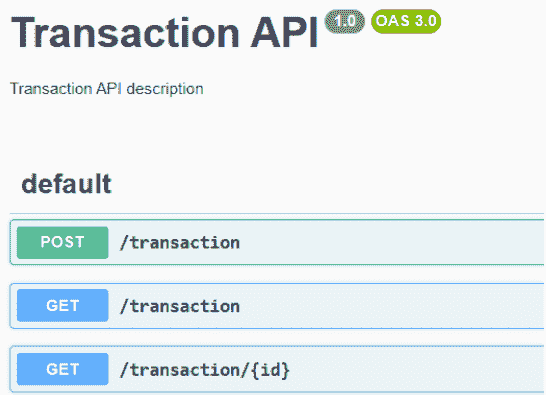 Transaction API 1.0 OAS 3.0
Transaction API description
default
POST /transaction
GET /transaction
GET /transaction/{id}